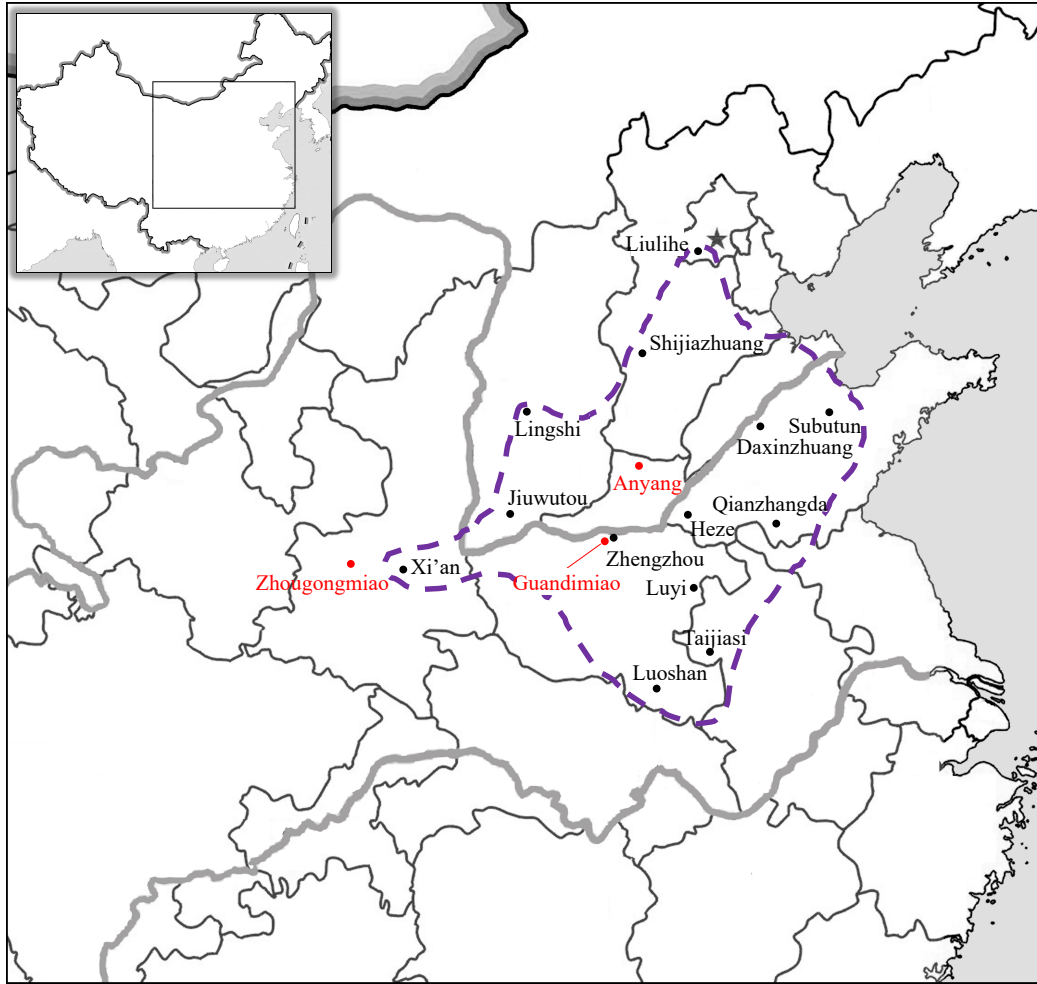 Liulihe
Shijiazhuang
Lingshi
Subutun
Daxinzhuang
Anyang
Jiuwutou
Qianzhangda
Heze
Zhengzhou
Xi’an
Zhougongmiao
Guandimiao
Luyi
Taijiasi
Luoshan